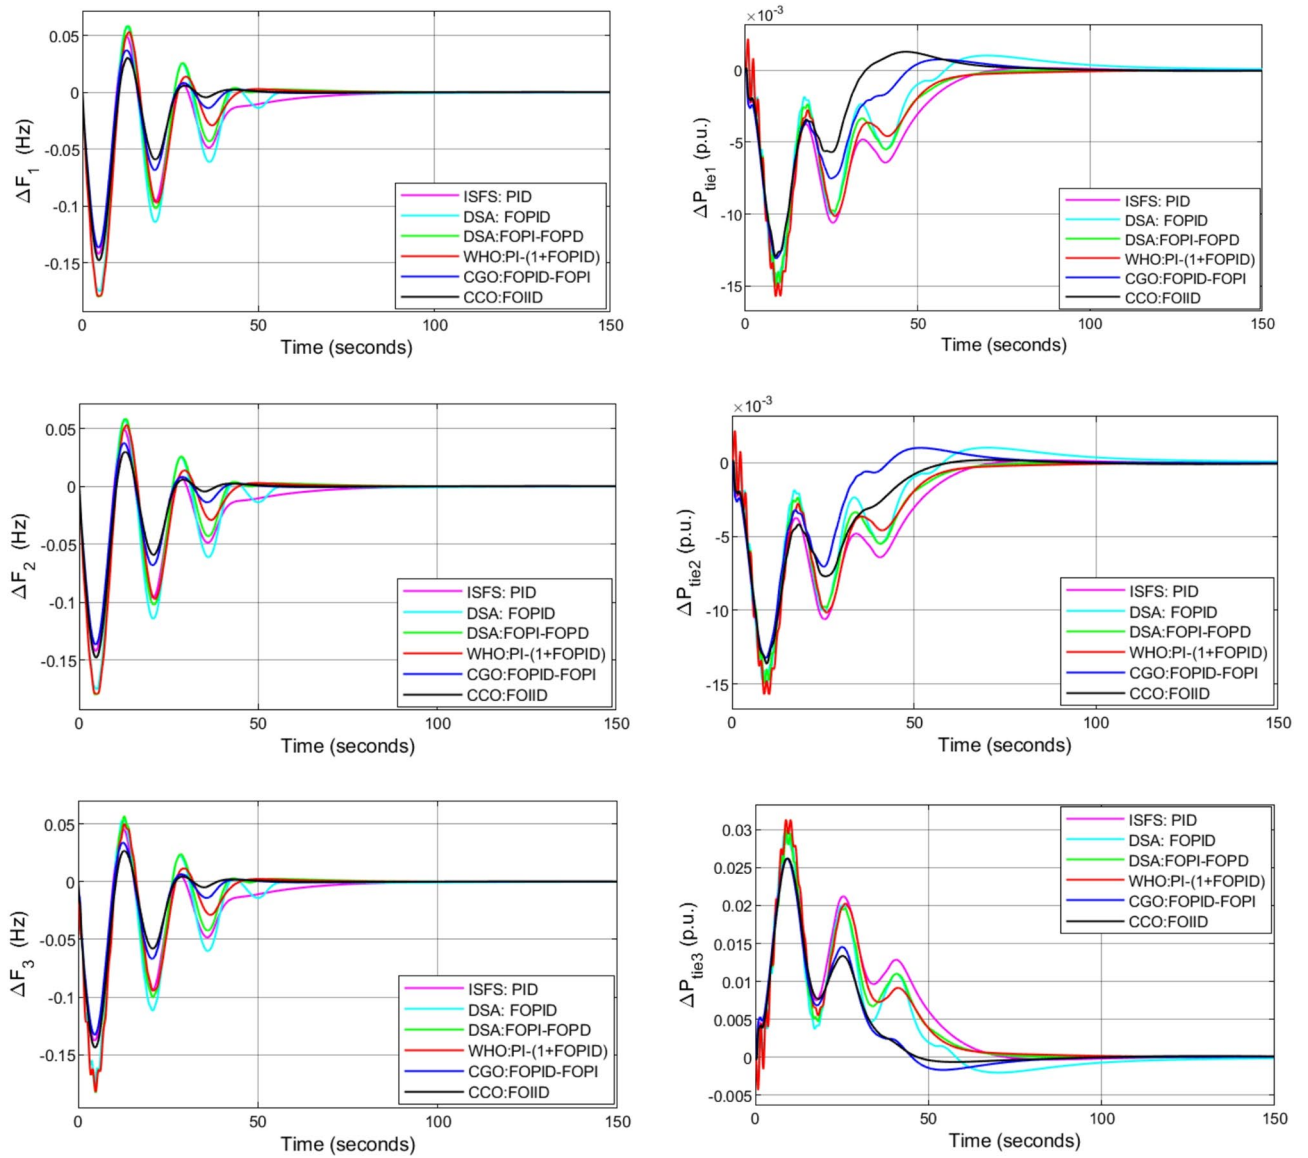 0.05
0
-0.05
-0.1
-0.15
ΔF1 (Hz)
ISFS: PID
DSA: FOPID
DSA:FOPI-FOPD
WHO:PI-(1+FOPID)
CGO:FOPID-FOPI
CCO:FOIID
0 50 100 150
Time (seconds)
×10-3
0
-5
-10
-15
ΔPtie1 (p.u.)
ISFS: PID
DSA: FOPID
DSA:FOPI-FOPD
WHO:PI-(1+FOPID)
CGO:FOPID-FOPI
CCO:FOIID
0 50 100 150
Time (seconds)
0.05
0
-0.05
-0.1
-0.15
ΔF2 (Hz)
ISFS: PID
DSA: FOPID
DSA:FOPI-FOPD
WHO:PI-(1+FOPID)
CGO:FOPID-FOPI
CCO:FOIID
0 50 100 150
Time (seconds)
×10-3
0
-5
-10
-15
ΔPtie2 (p.u.)
ISFS: PID
DSA: FOPID
DSA:FOPI-FOPD
WHO:PI-(1+FOPID)
CGO:FOPID-FOPI
CCO:FOIID
0 50 100 150
Time (seconds)
0.05
0
-0.05
-0.1
-0.15
ΔF3 (Hz)
ISFS: PID
DSA: FOPID
DSA:FOPI-FOPD
WHO:PI-(1+FOPID)
CGO:FOPID-FOPI
CCO:FOIID
0 50 100 150
Time (seconds)
0.03
0.025
0.02
0.015
0.01
0.005
0
-0.005
ΔPtie3 (p.u.)
ISFS: PID
DSA: FOPID
DSA:FOPI-FOPD
WHO:PI-(1+FOPID)
CGO:FOPID-FOPI
CCO:FOIID
0 50 100 150
Time (seconds)